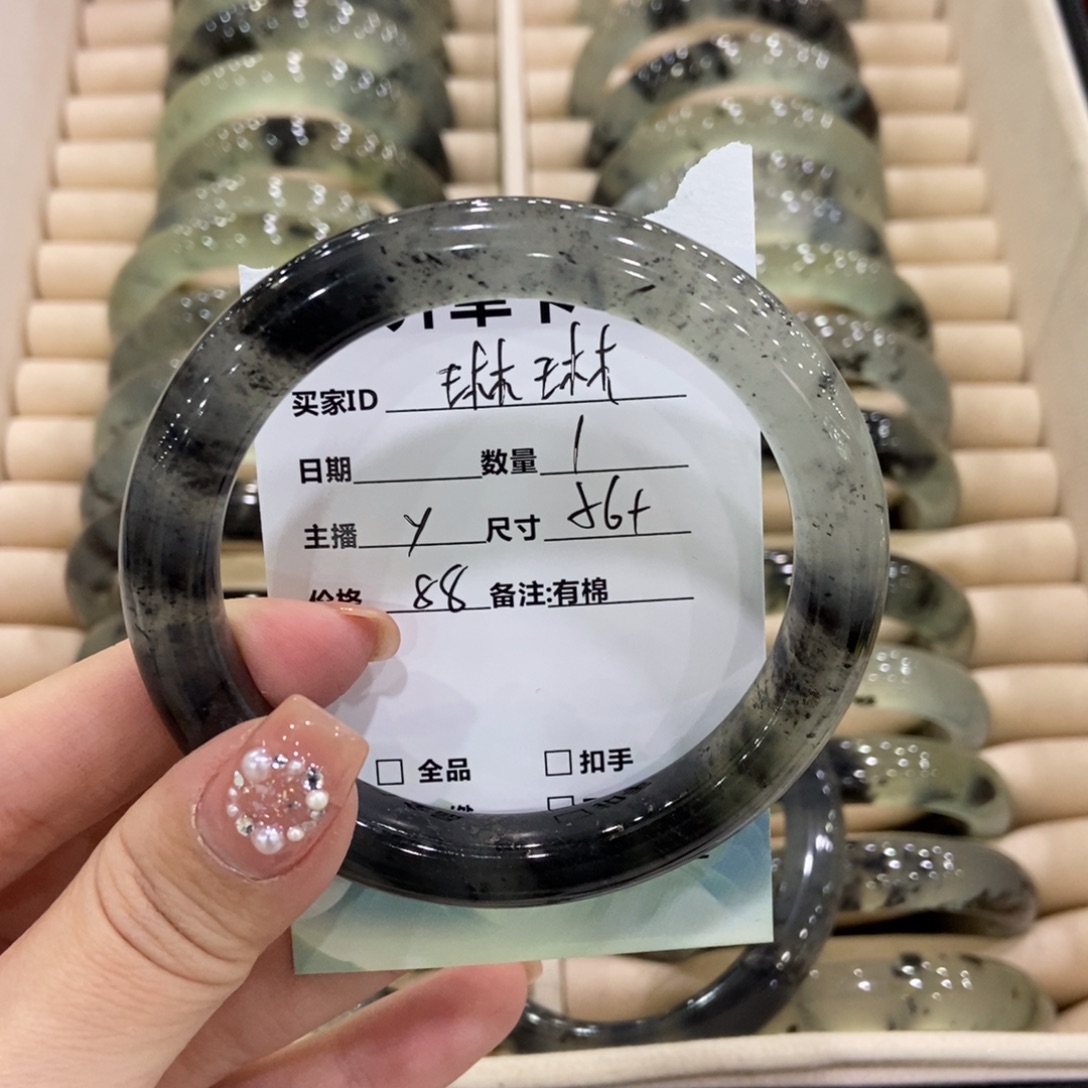 买家ID 琳琳
日期 数量 1
主播 y 尺寸 56+
价格 88 备注:有棉
□ 全品 □ 扣手